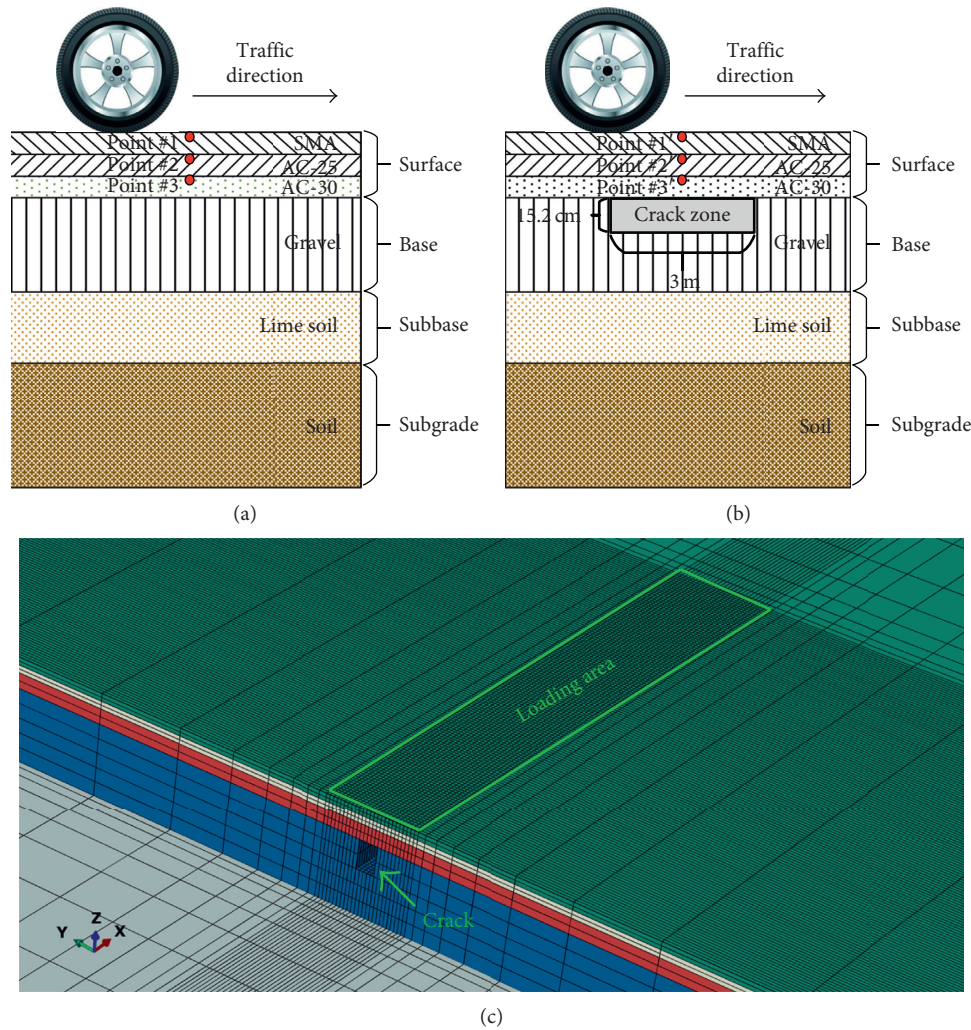 Traffic
direction
Point #1
SMA
Point #2
AC-25
Point #3
AC-30
Surface
Gravel
Base
Lime soil
Subbase
Soil
Subgrade
(a)
Traffic
direction
Point #1
SMA
Point #2
AC-25
Point #3
AC-30
Surface
15.2 cm
Crack zone
Gravel
Base
3 m
Lime soil
Subbase
Soil
Subgrade
(b)
Loading area
Crack
Z
Y
X
(c)